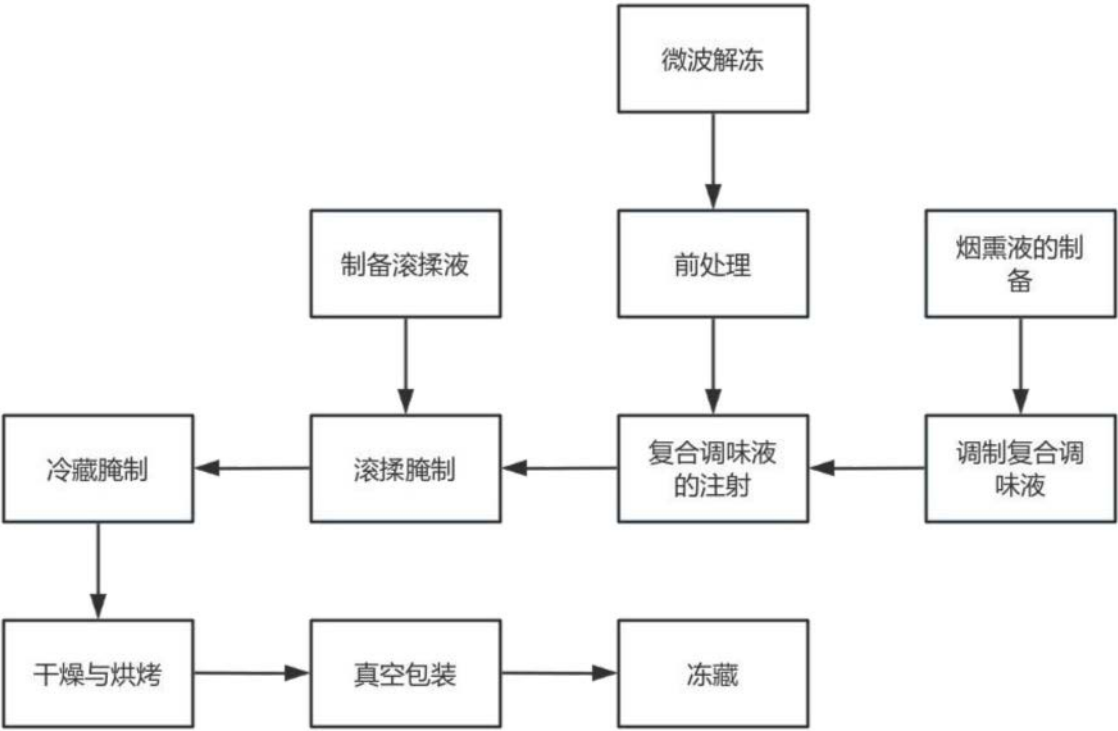 微波解冻
制备滚揉液
前处理
烟熏液的制
备
冷藏腌制
滚揉腌制
复合调味液
的注射
调制复合调
味液
干燥与烘烤
真空包装
冻藏